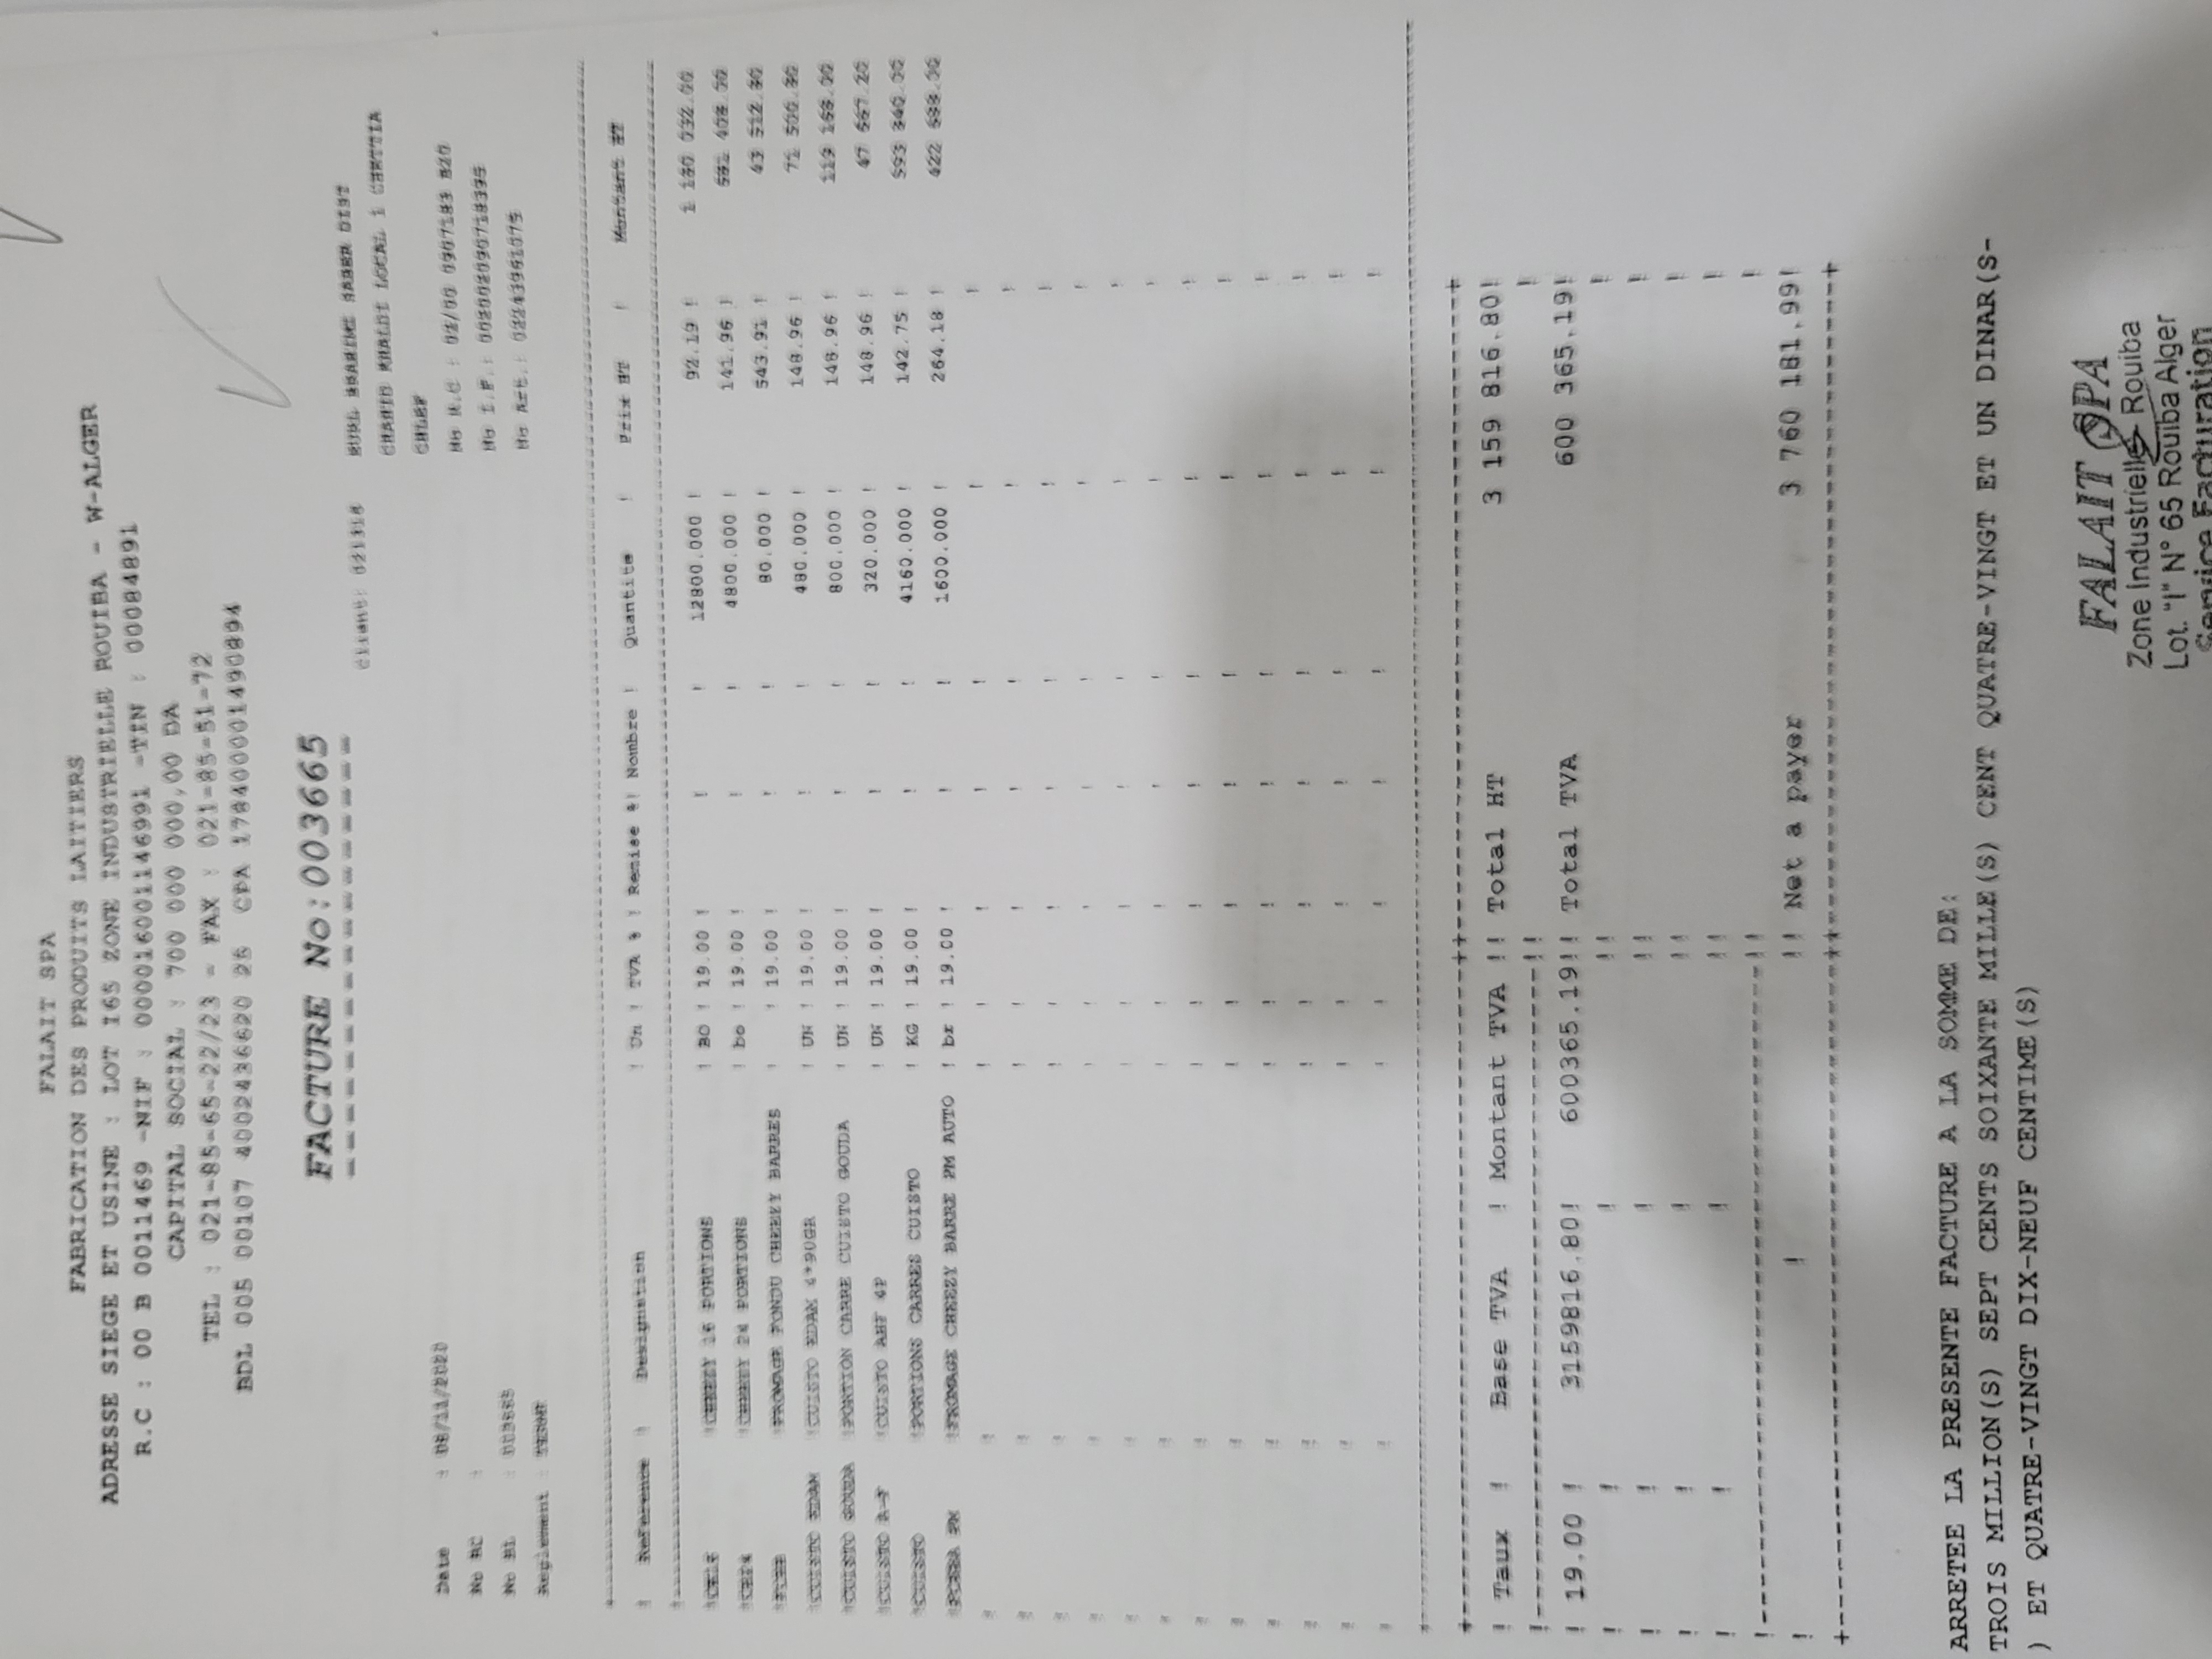 FALAIT SPA
FABRICATION DES PRODUITS LAITIERS
ADRESSE SIEGE ET USINE : LOT I65 ZONE INDUSTRIELLE ROUIBA - W-ALGER
R.C : 00 B 0011469 -NIF : 000016001146991 -TIN : 00084891
CAPITAL SOCIAL : 700 000 000,00 DA
TEL : 021-85-65-22/23 - FAX : 021-85-51-72
BDL 005 00107 4002436620 25 CPA 178400001490894
FACTURE No:003665
Client: 021318 EURL BRAHIMI SABER DIST
CHAHID KHALDI LOCAL 1 CHETTIA
CHLEF
Date : 08/11/2020
No R.C : 02/00 0907183 B20
No BC :
No I.F. : 002002090718395
No BL : 003665
No Art. : 02243961075
Reglement : TERME
! Reference ! Designation ! Un ! TVA % ! Remise %! Nombre ! Quantite ! Prix HT ! Montant HT
!CH16 !CHEEZY 16 PORTIONS ! BO ! 19.00 ! ! ! 12800.000 ! 92.19 ! 1 180 032.00
!CH24 !CHEEZY 24 PORTIONS ! bo ! 19.00 ! ! ! 4800.000 ! 141.96 ! 681 408.00
!FROMAGE FONDU CHEEZY BARRES ! ! 19.00 ! ! ! 80.000 ! 543.91 ! 43 512.80
!CUISTO EDAM !CUISTO EDAM 4*90GR ! UN ! 19.00 ! ! ! 480.000 ! 148.96 ! 71 500.80
!CUISTO GOUDA !PORTION CARRE CUISTO GOUDA ! UN ! 19.00 ! ! ! 800.000 ! 148.96 ! 119 168.00
!CUISTO A-F !CUISTO AHF 4P ! UN ! 19.00 ! ! ! 320.000 ! 148.96 ! 47 667.20
!CUISTO !PORTIONS CARRES CUISTO ! KG ! 19.00 ! ! ! 4160.000 ! 142.75 ! 593 840.00
!FROMAGE CHEEZY BARRE PM AUTO ! br ! 19.00 ! ! ! 1600.000 ! 264.18 ! 422 688.00
! Taux ! Base TVA ! Montant TVA !! Total HT 3 159 816.80!
! 19.00 ! 3159816.80! 600365.19!! Total TVA 600 365.19!
! ! !! Net a payer 3 760 181.99!
ARRETEE LA PRESENTE FACTURE A LA SOMME DE:
TROIS MILLION(S) SEPT CENTS SOIXANTE MILLE(S) CENT QUATRE-VINGT ET UN DINAR(S-
) ET QUATRE-VINGT DIX-NEUF CENTIME(S)
FALAIT SPA
Zone Industrielle - Rouiba
Lot. "I" N° 65 Rouiba Alger
Service Facturation